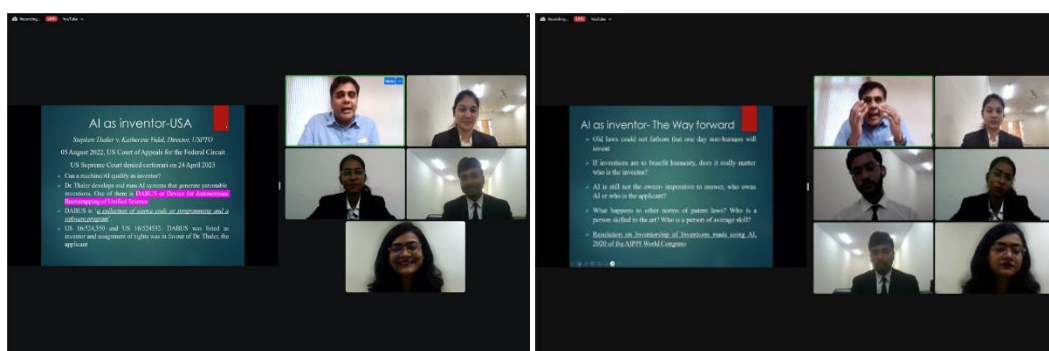 Recording... LIVE YouTube
AI as inventor-USA
Stephen Thaler v. Katherine Vidal, Director, USPTO
05 August 2022, US Court of Appeals for the Federal Circuit
US Supreme Court denied certiorari on 24 April 2023
➢ Can a machine/AI qualify as inventor?
➢ Dr. Thaler develops and runs AI systems that generate patentable
inventions. One of them is DABUS or Device for Autonomous
Bootstrapping of Unified Science
➢ DABUS is 'a collection of source code or programming and a
software program'.
➢ US 16/524,350 and US 16/524532- DABUS was listed as
inventor and assignment of rights was in favour of Dr. Thaler, the
applicant
Recording... LIVE YouTube
AI as inventor- The Way forward
➢ Old laws could not fathom that one day non-humans will
invent
➢ If inventions are to benefit humanity, does it really matter
who is the inventor?
➢ AI is still not the owner- imperative to answer, who owns
AI or who is the applicant?
➢ What happens to other norms of patent laws? Who is a
person skilled in the art? Who is person of average skill?
➢ Resolution on Inventorship of Inventions made using AI,
2020 of the AIPPI World Congress